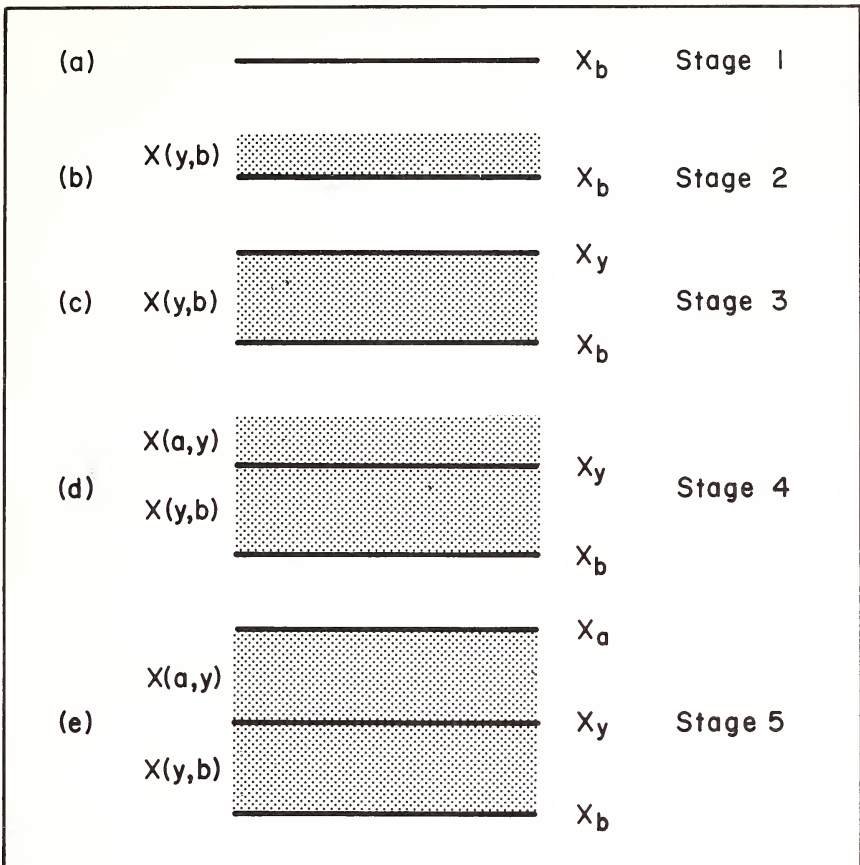 (a) X_b Stage 1
X(y,b)
(b) X_b Stage 2
X_y
(c) X(y,b) Stage 3
X_b
X(a,y)
X_y
(d) Stage 4
X(y,b)
X_b
X_a
X(a,y)
(e) X_y Stage 5
X(y,b)
X_b